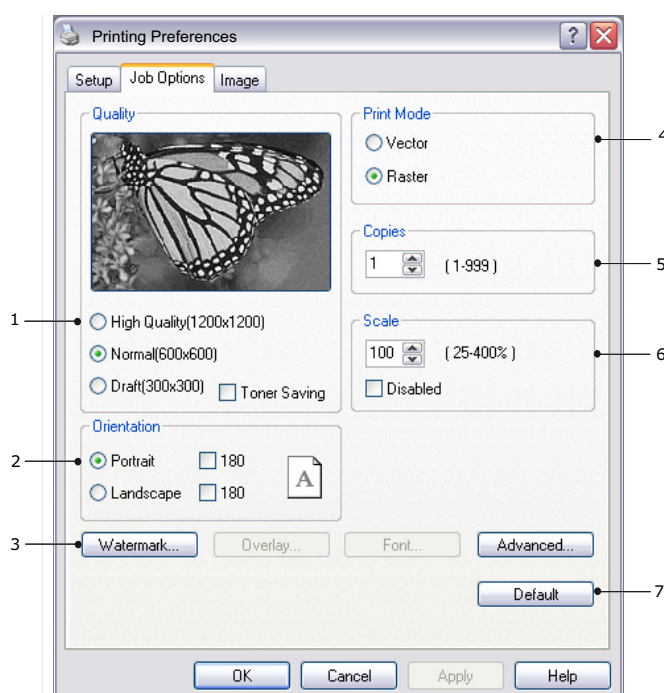 Printing Preferences
?
Setup Job Options Image
Quality
High Quality(1200x1200)
Normal(600x600)
Draft(300x300) Toner Saving
Orientation
Portrait 180
Landscape 180
A
Print Mode
Vector
Raster
Copies
1 ( 1-999 )
Scale
100 ( 25-400% )
Disabled
Watermark... Overlay... Font... Advanced...
Default
OK Cancel Apply Help
1
2
3
4
5
6
7